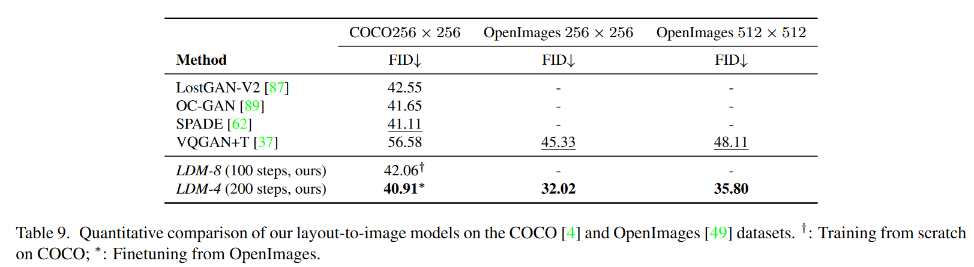 COCO256 × 256 OpenImages 256 × 256 OpenImages 512 × 512
Method FID↓ FID↓ FID↓
LostGAN-V2 [87] 42.55 - -
OC-GAN [89] 41.65 - -
SPADE [62] 41.11 - -
VQGAN+T [37] 56.58 45.33 48.11
LDM-8 (100 steps, ours) 42.06† - -
LDM-4 (200 steps, ours) 40.91* 32.02 35.80
Table 9. Quantitative comparison of our layout-to-image models on the COCO [4] and OpenImages [49] datasets. †: Training from scratch
on COCO; *: Finetuning from OpenImages.